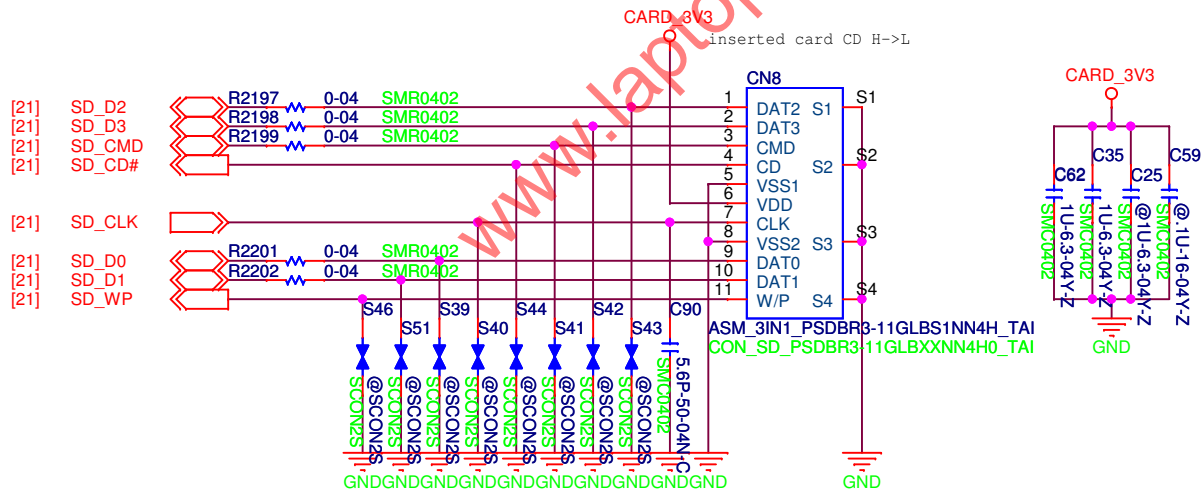 CARD_3V3
inserted card CD H->L
www.laptop
CN8
CARD_3V3
[21] SD_D2 R2197 0-04 SMR0402 1 DAT2 S1 S1
[21] SD_D3 R2198 0-04 SMR0402 2 DAT3
[21] SD_CMD R2199 0-04 SMR0402 3 CMD
[21] SD_CD# 4 CD S2 S2
5 VSS1
6 VDD
[21] SD_CLK 7 CLK
8 VSS2 S3 S3
[21] SD_D0 R2201 0-04 SMR0402 9 DAT0
[21] SD_D1 R2202 0-04 SMR0402 10 DAT1
[21] SD_WP 11 W/P S4 S4
C62 C35 C25 C59
1U-6.3-04Y-Z 1U-6.3-04Y-Z @1U-6.3-04Y-Z @.1U-16-04Y-Z
SMC0402 SMC0402 SMC0402 SMC0402
GND
S46 S51 S39 S40 S44 S41 S42 S43 C90
ASM_3IN1_PSDBR3-11GLBS1NN4H_TAI
CON_SD_PSDBR3-11GLBXXNN4H0_TAI
@SCON2S @SCON2S @SCON2S @SCON2S @SCON2S @SCON2S @SCON2S @SCON2S 5.6P-50-04N-C
SCON2S SCON2S SCON2S SCON2S SCON2S SCON2S SCON2S SCON2S SMC0402
GND GND GND GND GND GND GND GND GND GND GND